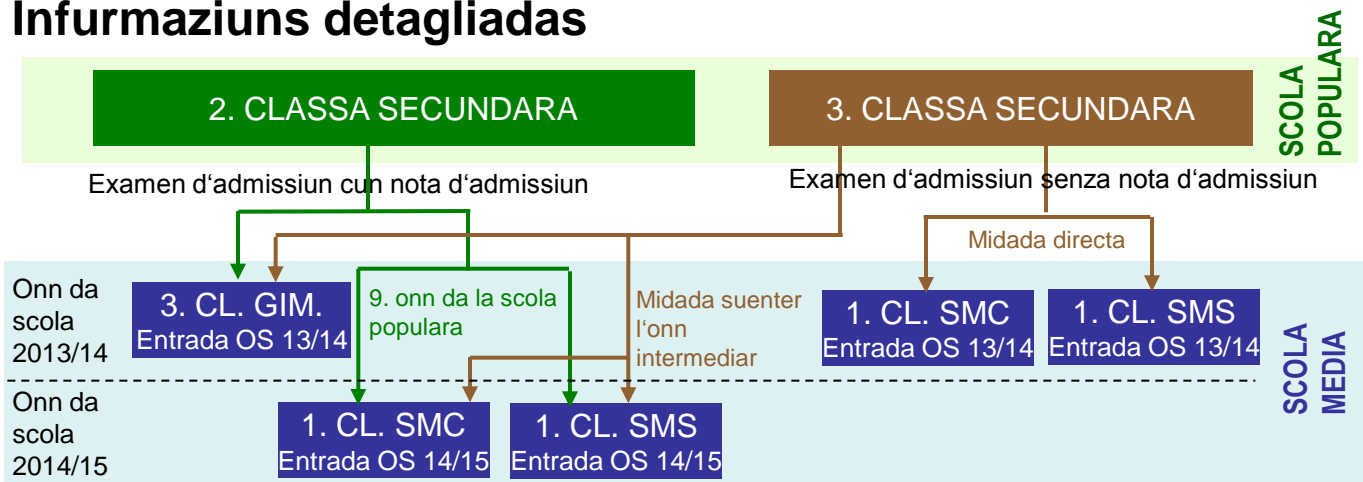 Infurmaziuns detagliadas
2. CLASSA SECUNDARA
3. CLASSA SECUNDARA
SCOLA
POPULARA
Examen d‘admissiun cun nota d‘admissiun
Examen d‘admissiun senza nota d‘admissiun
Midada directa
Onn da
scola
2013/14
3. CL. GIM.
Entrada OS 13/14
9. onn da la scola
populara
Midada suenter
l‘onn
intermediar
1. CL. SMC
Entrada OS 13/14
1. CL. SMS
Entrada OS 13/14
SCOLA
MEDIA
Onn da
scola
2014/15
1. CL. SMC
Entrada OS 14/15
1. CL. SMS
Entrada OS 14/15